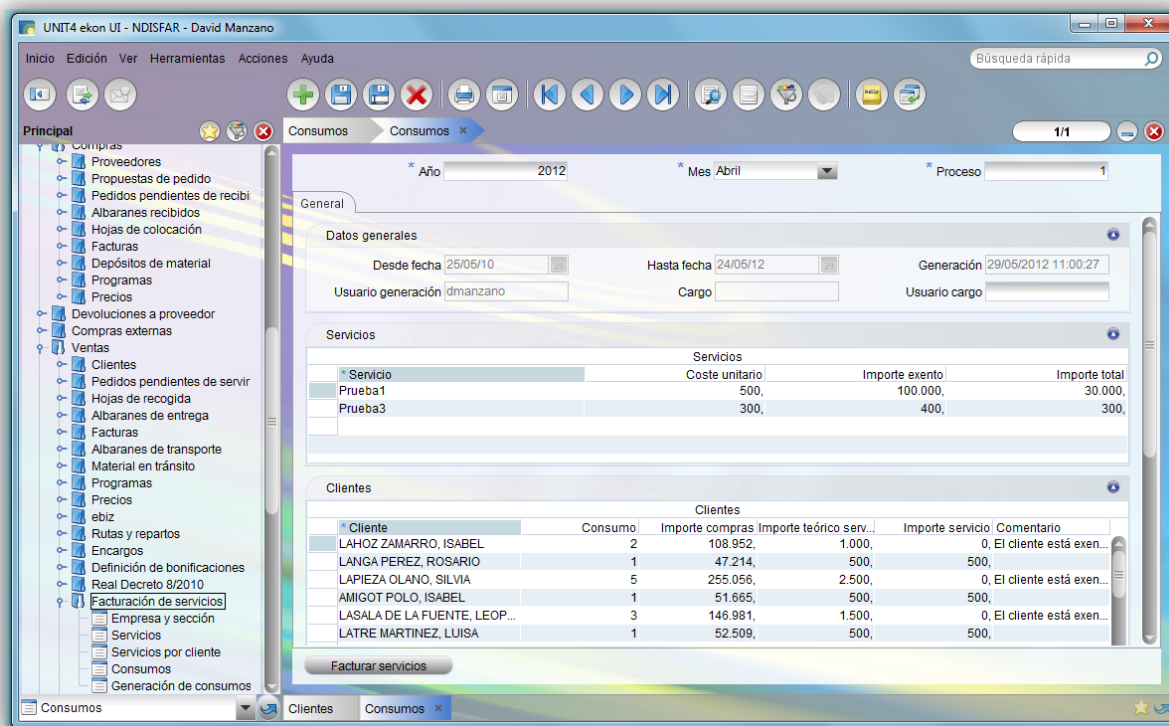 UNIT4 ekon UI - NDISFAR - David Manzano
Inicio Edición Ver Herramientas Acciones Ayuda
Búsqueda rápida
Principal
Compras
Proveedores
Propuestas de pedido
Pedidos pendientes de recibi
Albaranes recibidos
Hojas de colocación
Facturas
Depósitos de material
Programas
Precios
Devoluciones a proveedor
Compras externas
Ventas
Clientes
Pedidos pendientes de servir
Hojas de recogida
Albaranes de entrega
Facturas
Albaranes de transporte
Material en tránsito
Programas
Precios
ebiz
Rutas y repartos
Encargos
Definición de bonificaciones
Real Decreto 8/2010
Facturación de servicios
Empresa y sección
Servicios
Servicios por cliente
Consumos
Generación de consumos
Consumos
Consumos Consumos × 1/1
* Año 2012 * Mes Abril * Proceso 1
General
Datos generales
Desde fecha 25/05/10 Hasta fecha 24/05/12 Generación 29/05/2012 11:00:27
Usuario generación dmanzano Cargo Usuario cargo
Servicios
Servicios
* Servicio Coste unitario Importe exento Importe total
Prueba1 500, 100.000, 30.000,
Prueba3 300, 400, 300,
Clientes
Clientes
* Cliente Consumo Importe compras Importe teórico serv... Importe servicio Comentario
LAHOZ ZAMARRO, ISABEL 2 108.952, 1.000, 0, El cliente está exen...
LANGA PEREZ, ROSARIO 1 47.214, 500, 500,
LAPIEZA OLANO, SILVIA 5 255.056, 2.500, 0, El cliente está exen...
AMIGOT POLO, ISABEL 1 51.665, 500, 500,
LASALA DE LA FUENTE, LEOP... 3 146.981, 1.500, 0, El cliente está exen...
LATRE MARTINEZ, LUISA 1 52.509, 500, 500,
Facturar servicios
Clientes Consumos ×